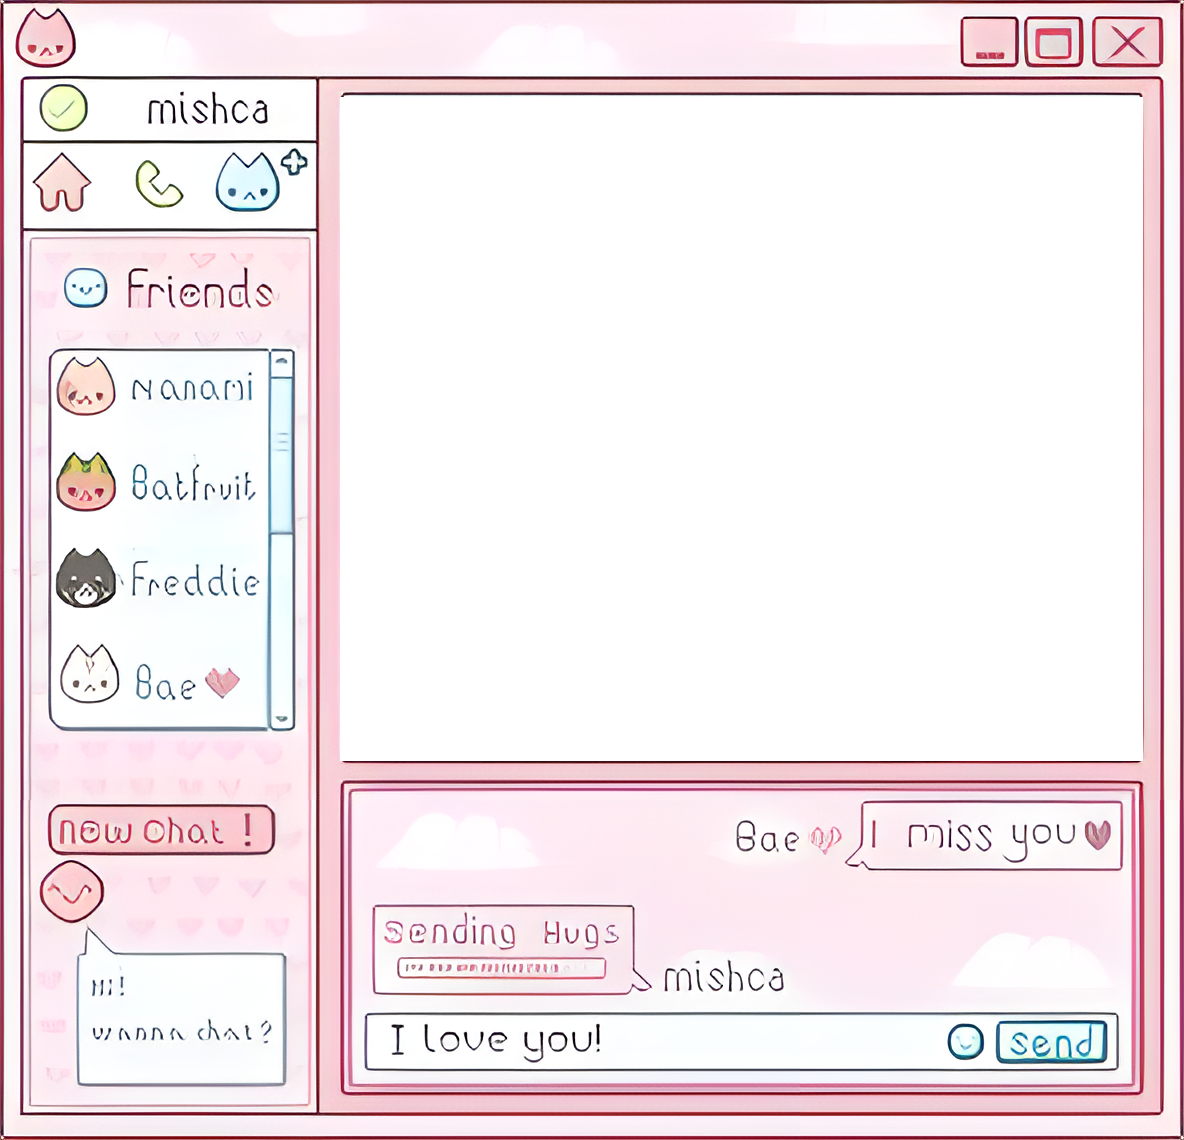 mishca
Friends
Nanami
Batfruit
Freddie
Bae
new chat!
Hi!
wanna chat?
Bae
I miss you
Sending Hugs
mishca
I love you!
send